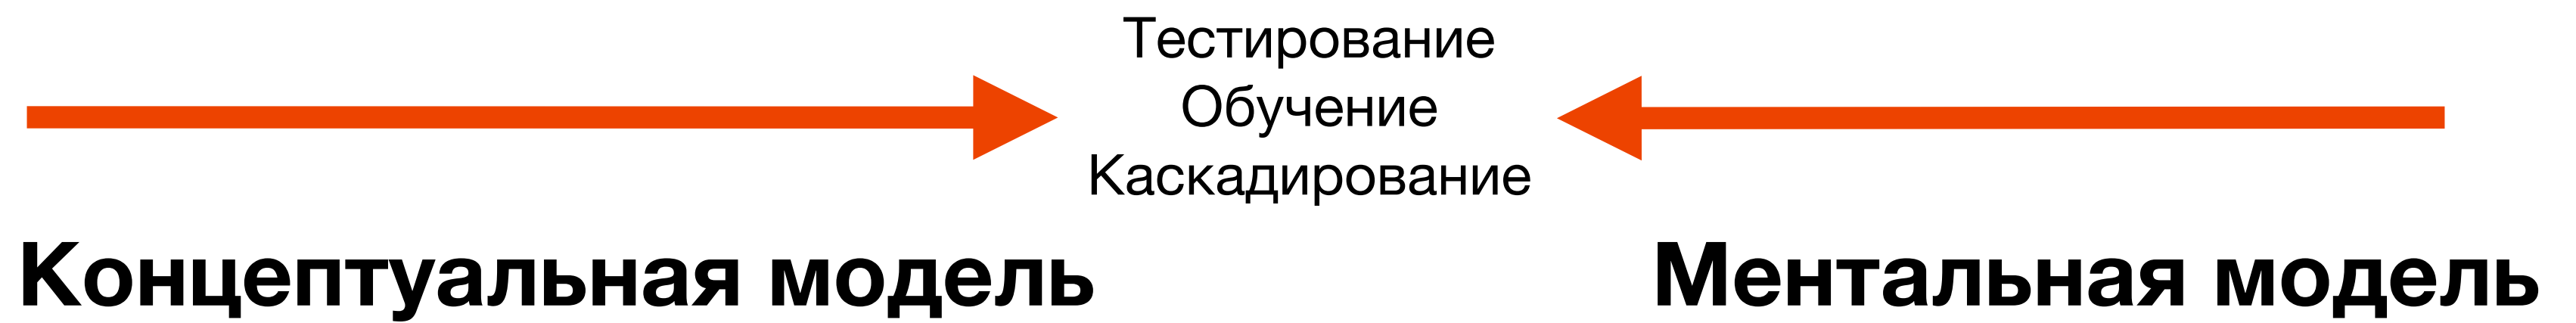 Тестирование
Обучение
Каскадирование
Концептуальная модель
Ментальная модель